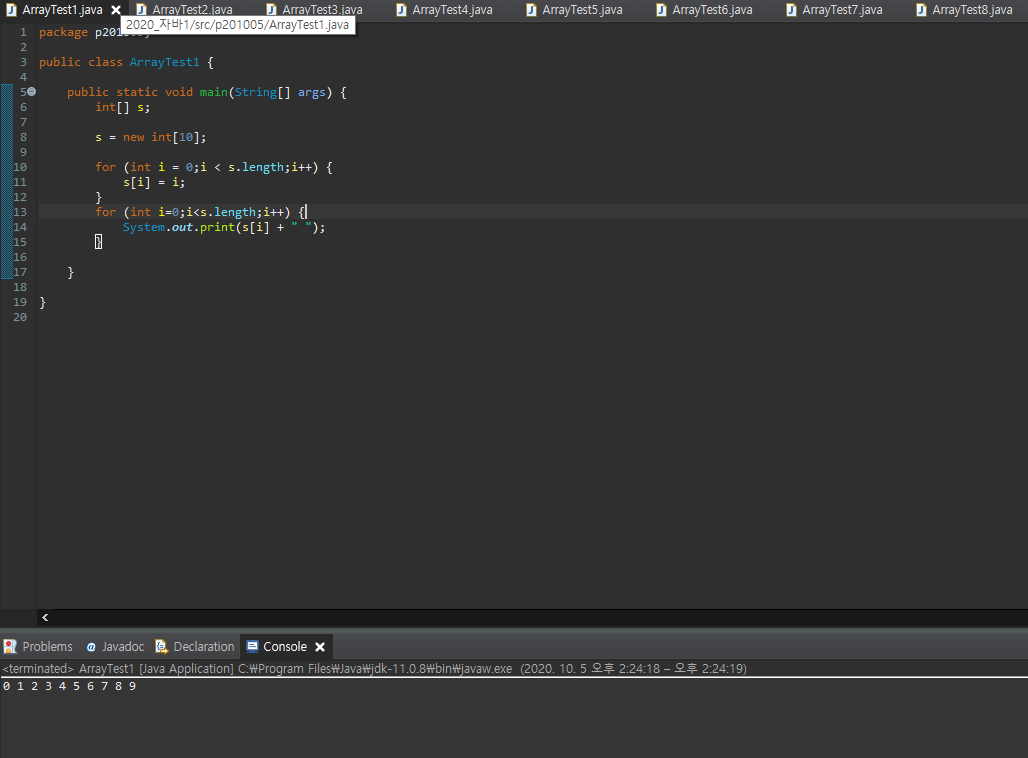 ArrayTest1.java ArrayTest2.java ArrayTest3.java ArrayTest4.java ArrayTest5.java ArrayTest6.java ArrayTest7.java ArrayTest8.java
2020_자바1/src/p201005/ArrayTest1.java
1 package
2
3 public class ArrayTest1 {
4
5 public static void main(String[] args) {
6 int[] s;
7
8 s = new int[10];
9
10 for (int i = 0;i < s.length;i++) {
11 s[i] = i;
12 }
13 for (int i=0;i<s.length;i++) {
14 System.out.print(s[i] + " ");
15 }
16
17 }
18
19 }
20
Problems Javadoc Declaration Console
<terminated> ArrayTest1 [Java Application] C:₩Program Files₩Java₩jdk-11.0.8₩bin₩javaw.exe (2020. 10. 5 오후 2:24:18 – 오후 2:24:19)
0 1 2 3 4 5 6 7 8 9